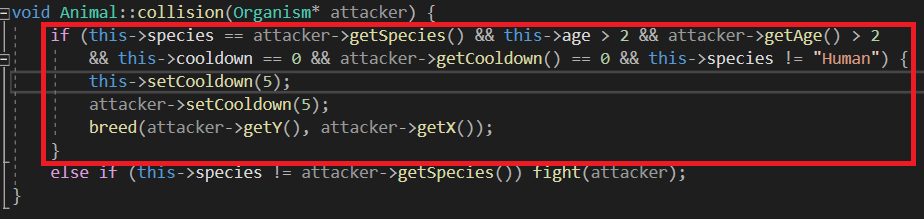 void Animal::collision(Organism* attacker) {
if (this->species == attacker->getSpecies() && this->age > 2 && attacker->getAge() > 2
&& this->cooldown == 0 && attacker->getCooldown() == 0 && this->species != "Human") {
this->setCooldown(5);
attacker->setCooldown(5);
breed(attacker->getY(), attacker->getX());
}
else if (this->species != attacker->getSpecies()) fight(attacker);
}